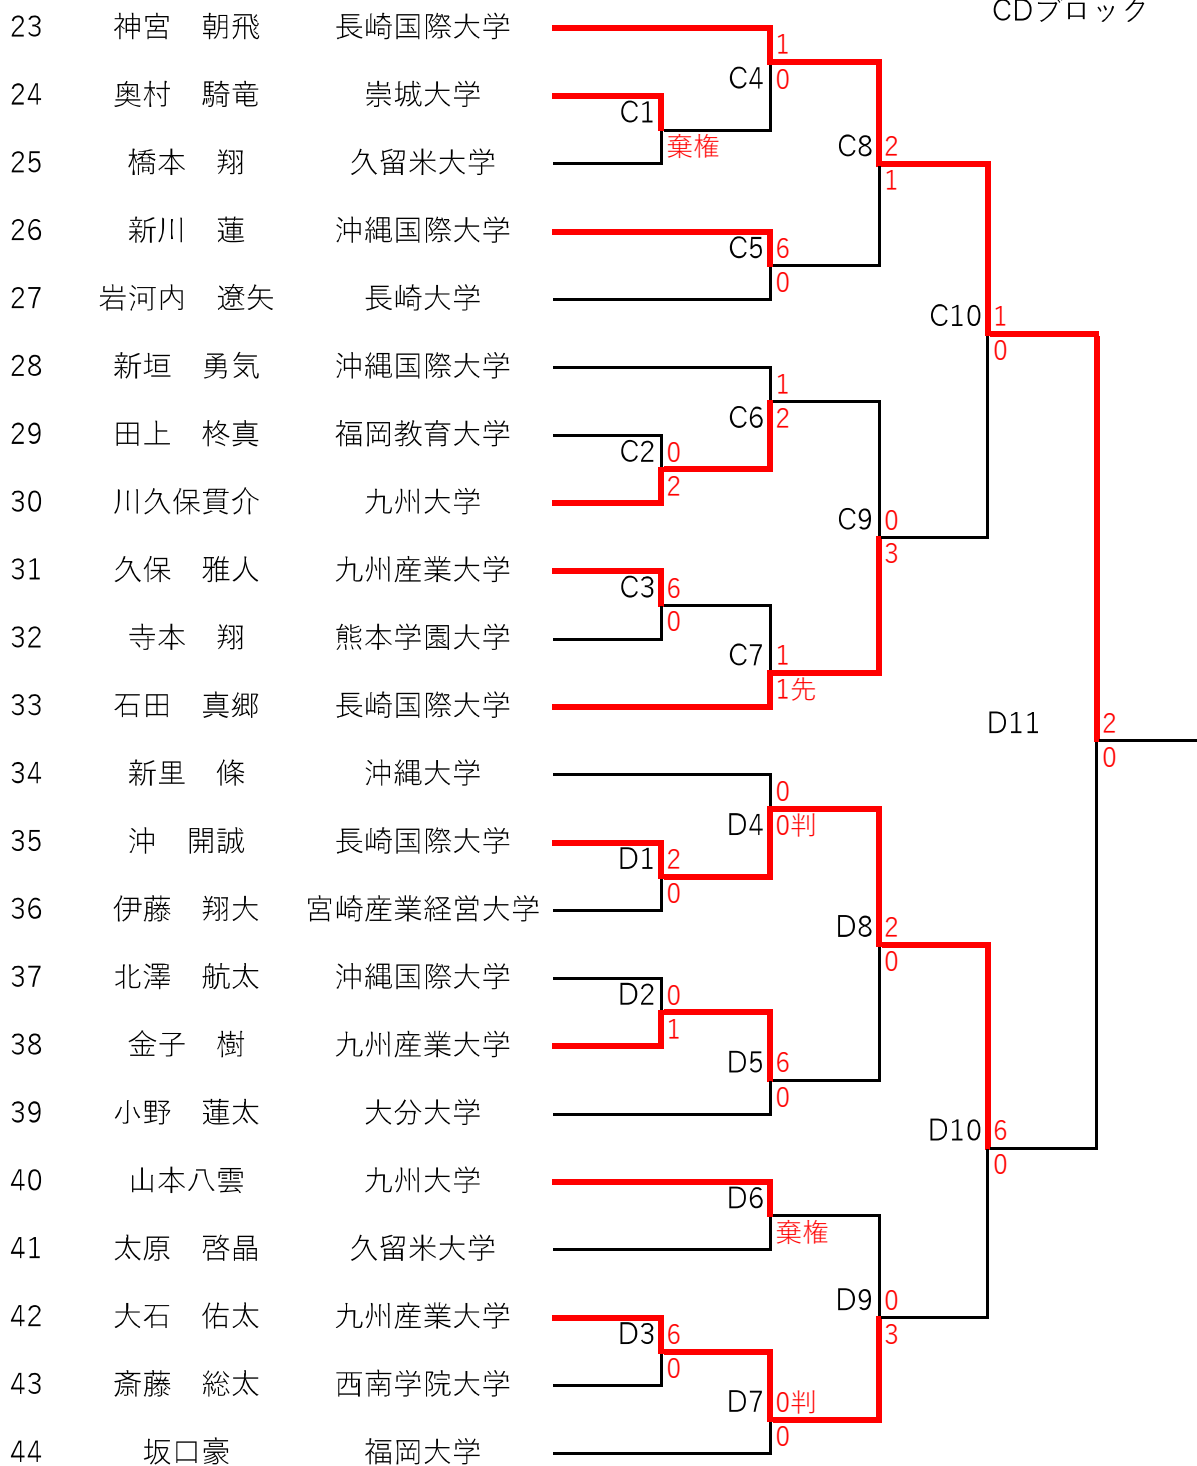 CDブロック
23 神宮 朝飛 長崎国際大学
1
C4 0
24 奥村 騎竜 崇城大学
C1
棄権
C8 2
1
25 橋本 翔 久留米大学
26 新川 蓮 沖縄国際大学
C5 6
0
27 岩河内 遼矢 長崎大学
C10 1
0
28 新垣 勇気 沖縄国際大学
1
C6 2
29 田上 柊真 福岡教育大学
C2 0
2
30 川久保貫介 九州大学
C9 0
3
31 久保 雅人 九州産業大学
C3 6
0
32 寺本 翔 熊本学園大学
C7 1
1先
33 石田 真郷 長崎国際大学
D11 2
0
34 新里 條 沖縄大学
0
D4 0判
35 沖 開誠 長崎国際大学
D1 2
0
36 伊藤 翔大 宮崎産業経営大学
D8 2
0
37 北澤 航太 沖縄国際大学
D2 0
1
38 金子 樹 九州産業大学
D5 6
0
39 小野 蓮太 大分大学
D10 6
0
40 山本八雲 九州大学
D6
棄権
41 太原 啓晶 久留米大学
D9 0
3
42 大石 佑太 九州産業大学
D3 6
0
43 斎藤 総太 西南学院大学
D7 0判
0
44 坂口豪 福岡大学